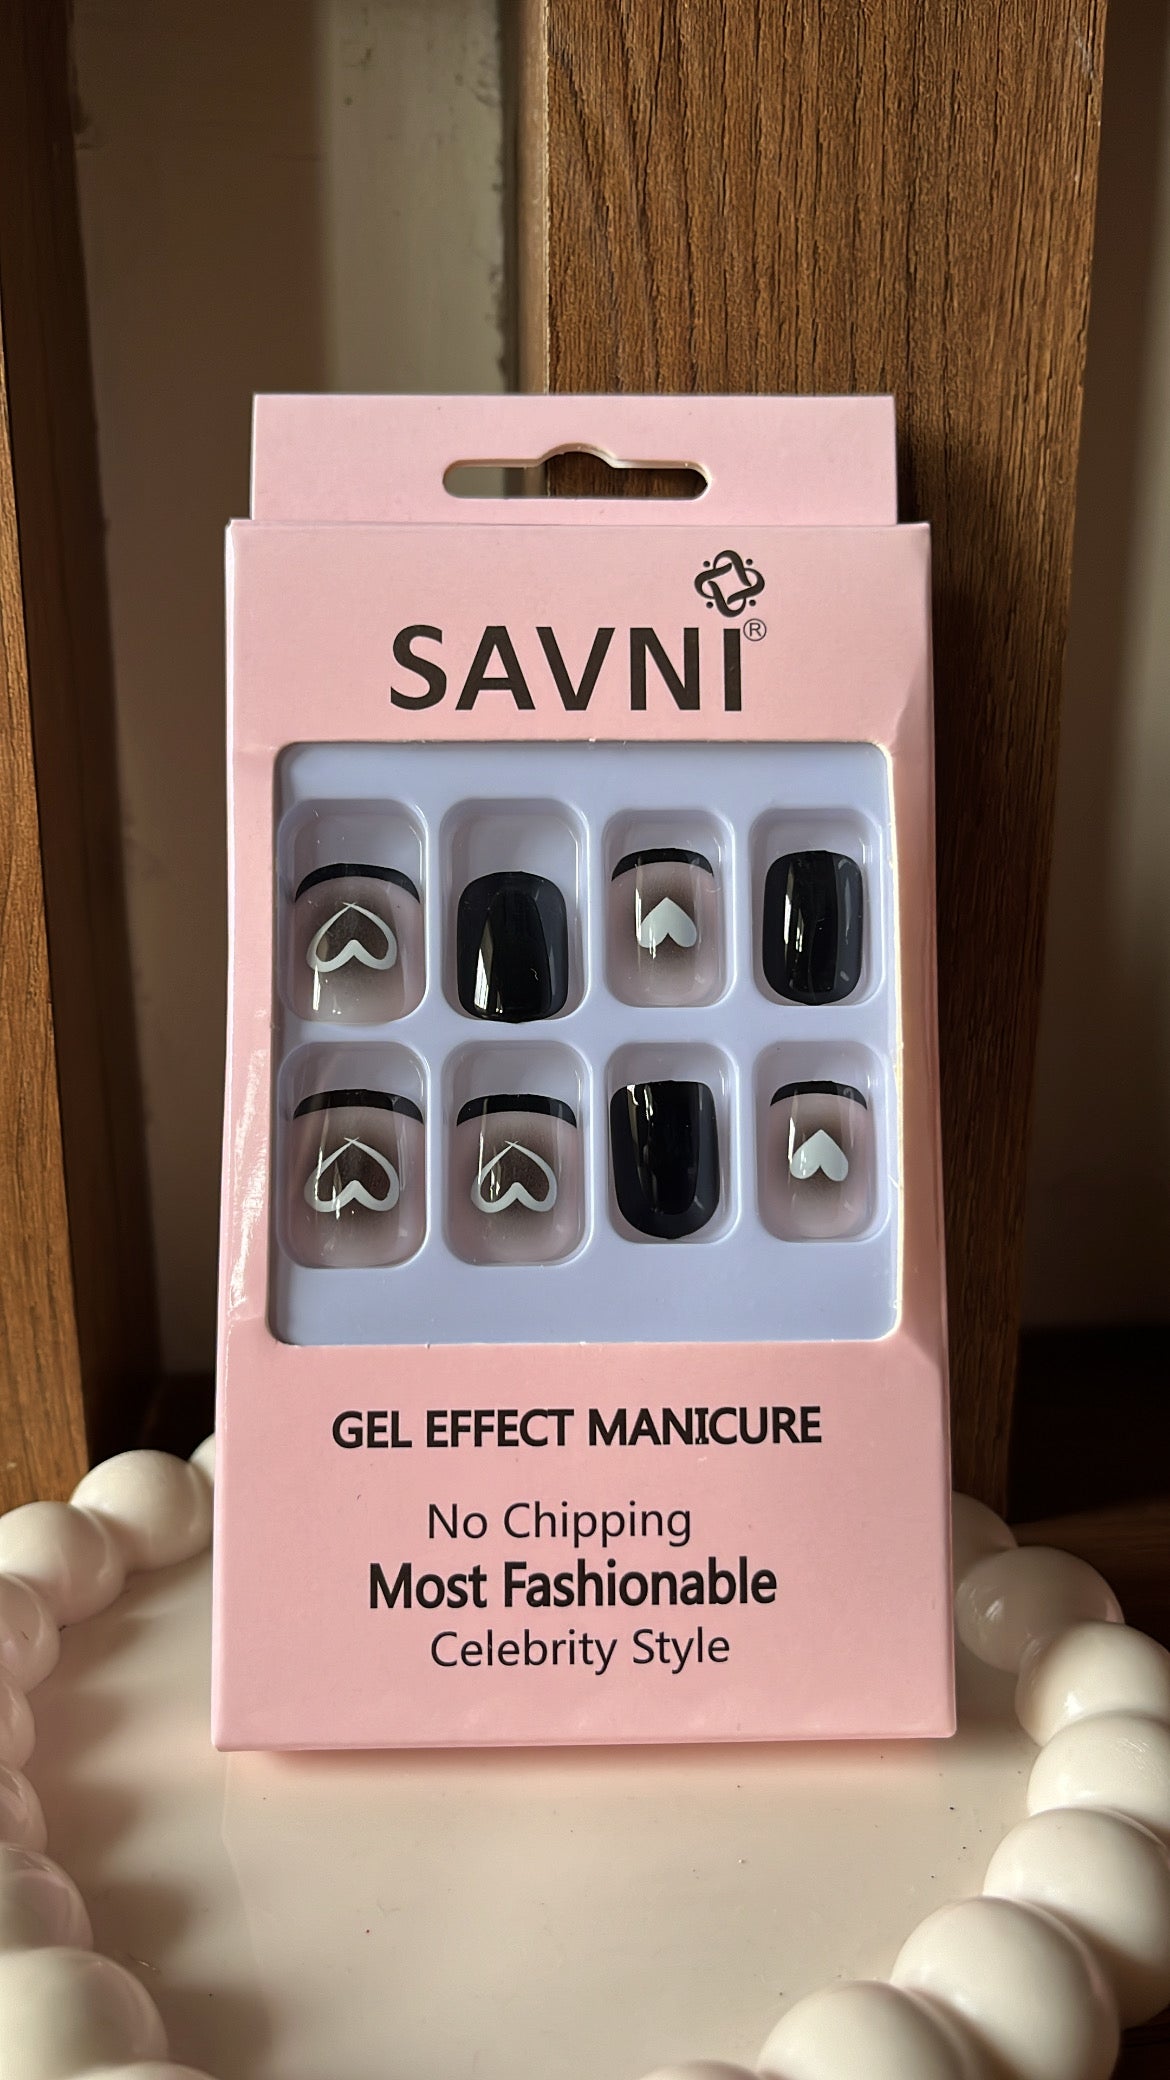 SAVNI®
GEL EFFECT MANICURE
No Chipping
Most Fashionable
Celebrity Style